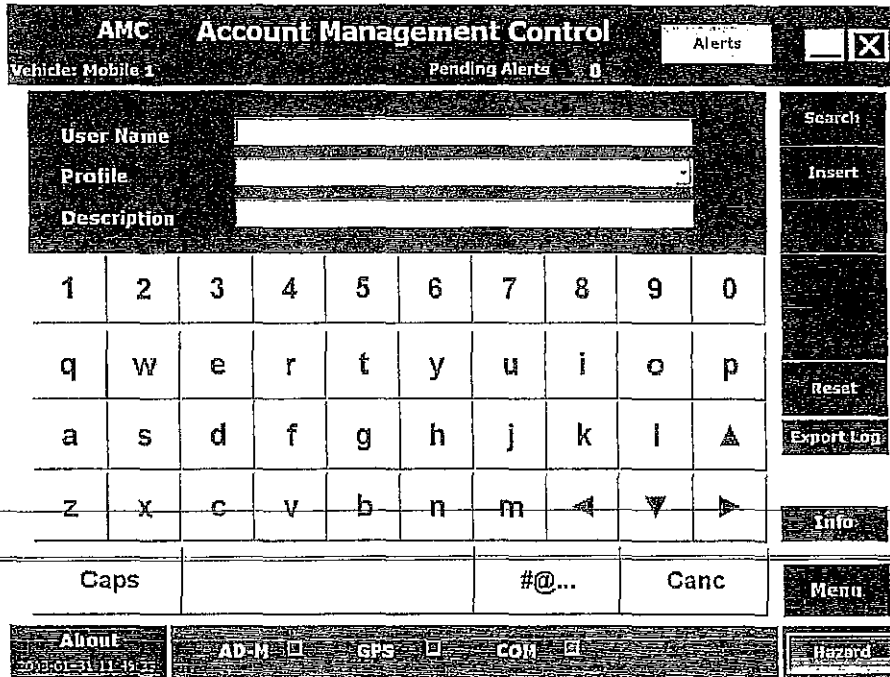 AMC Account Management Control Alerts
Vehicle: Mobile 1 Pending Alerts 0
User Name
Profile
Description
Search
Insert
1 2 3 4 5 6 7 8 9 0
q w e r t y u i o p
Reset
a s d f g h j k l ▲
Export Log
z x c v b n m ◄ ▼ ►
Info
Caps #@... Canc
Menu
About AD-M GPS COM Hazard